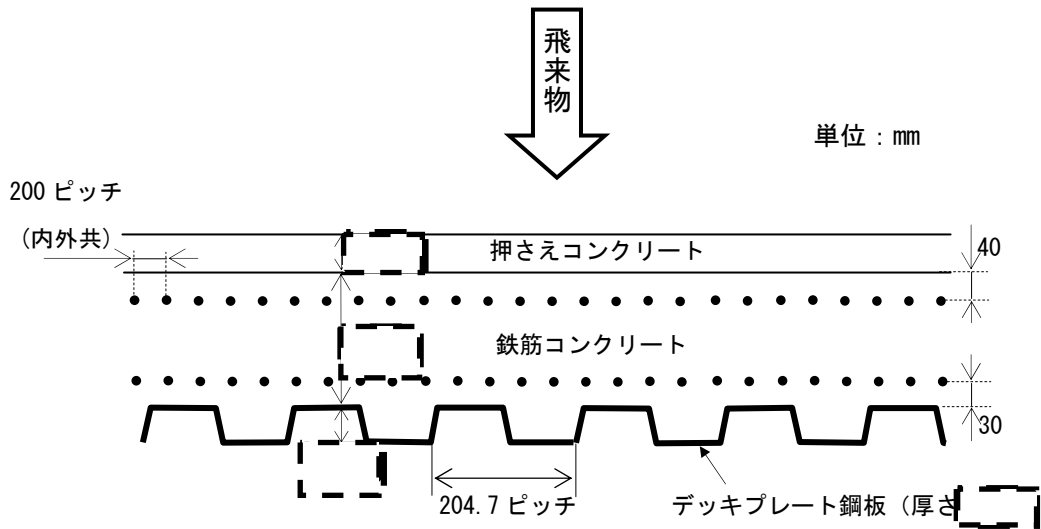 飛来物
単位：mm
200 ピッチ
（内外共）
押さえコンクリート
40
鉄筋コンクリート
30
204.7 ピッチ
デッキプレート鋼板（厚さ